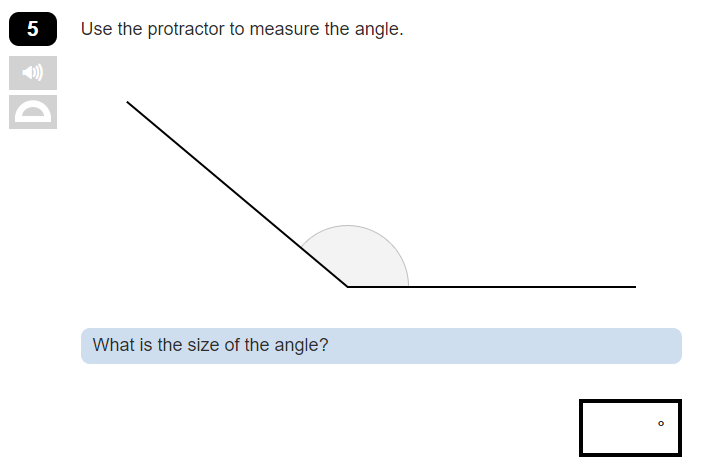 5
Use the protractor to measure the angle.
What is the size of the angle?
°